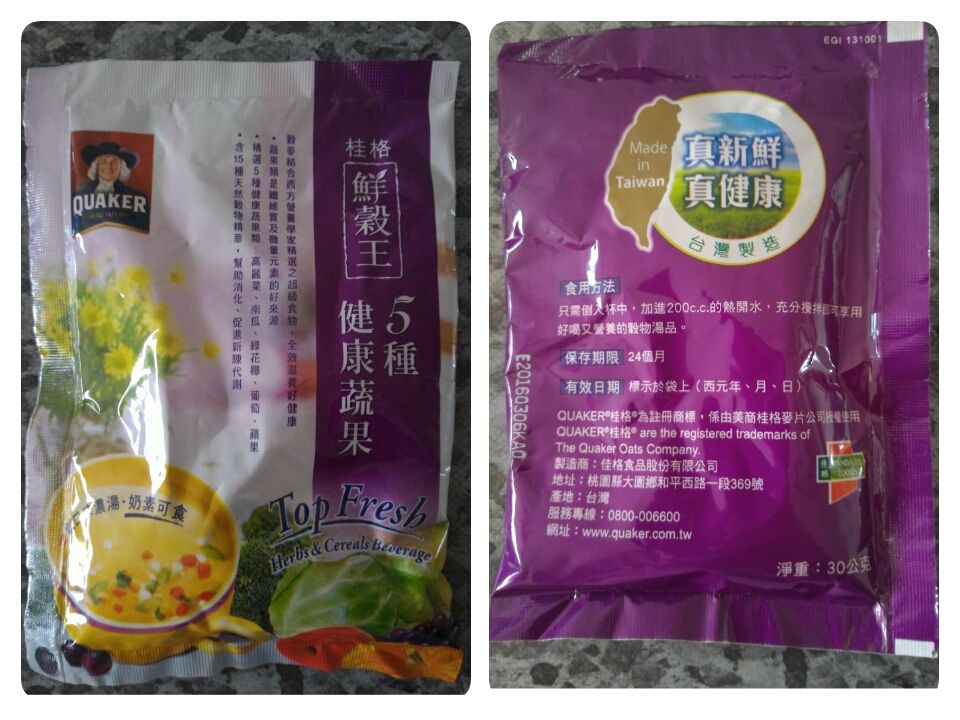 QUAKER
桂格
鮮穀王
5種
健康蔬果
穀麥結合西方營養學家精選之超級食物，全效滋養好健康
•蔬果類是纖維質及微量元素的好來源
•精選5種健康蔬果類：高麗菜、南瓜、綠花椰、葡萄、蘋果
•含15種天然穀物精華，幫助消化、促進新陳代謝
濃湯•奶素可食
Top Fresh
Herbs & Cereals Beverage
EGI 131001
Made
in
Taiwan
真新鮮
真健康
台灣製造
食用方法
只需倒入杯中，加進200c.c.的熱開水，充分攪拌即可享用
好喝又營養的穀物湯品。
保存期限 24個月
有效日期 標示於袋上（西元年、月、日）
E20160306KA0
QUAKER®桂格®為註冊商標，係由美商桂格麥片公司授權使用
QUAKER®桂格® are the registered trademarks of
The Quaker Oats Company.
製造商：佳格食品股份有限公司
地址：桃園縣大園鄉和平西路一段369號
產地：台灣
服務專線：0800-006600
網址：www.quaker.com.tw
佳格
STANDARD
FOODS
淨重：30公克